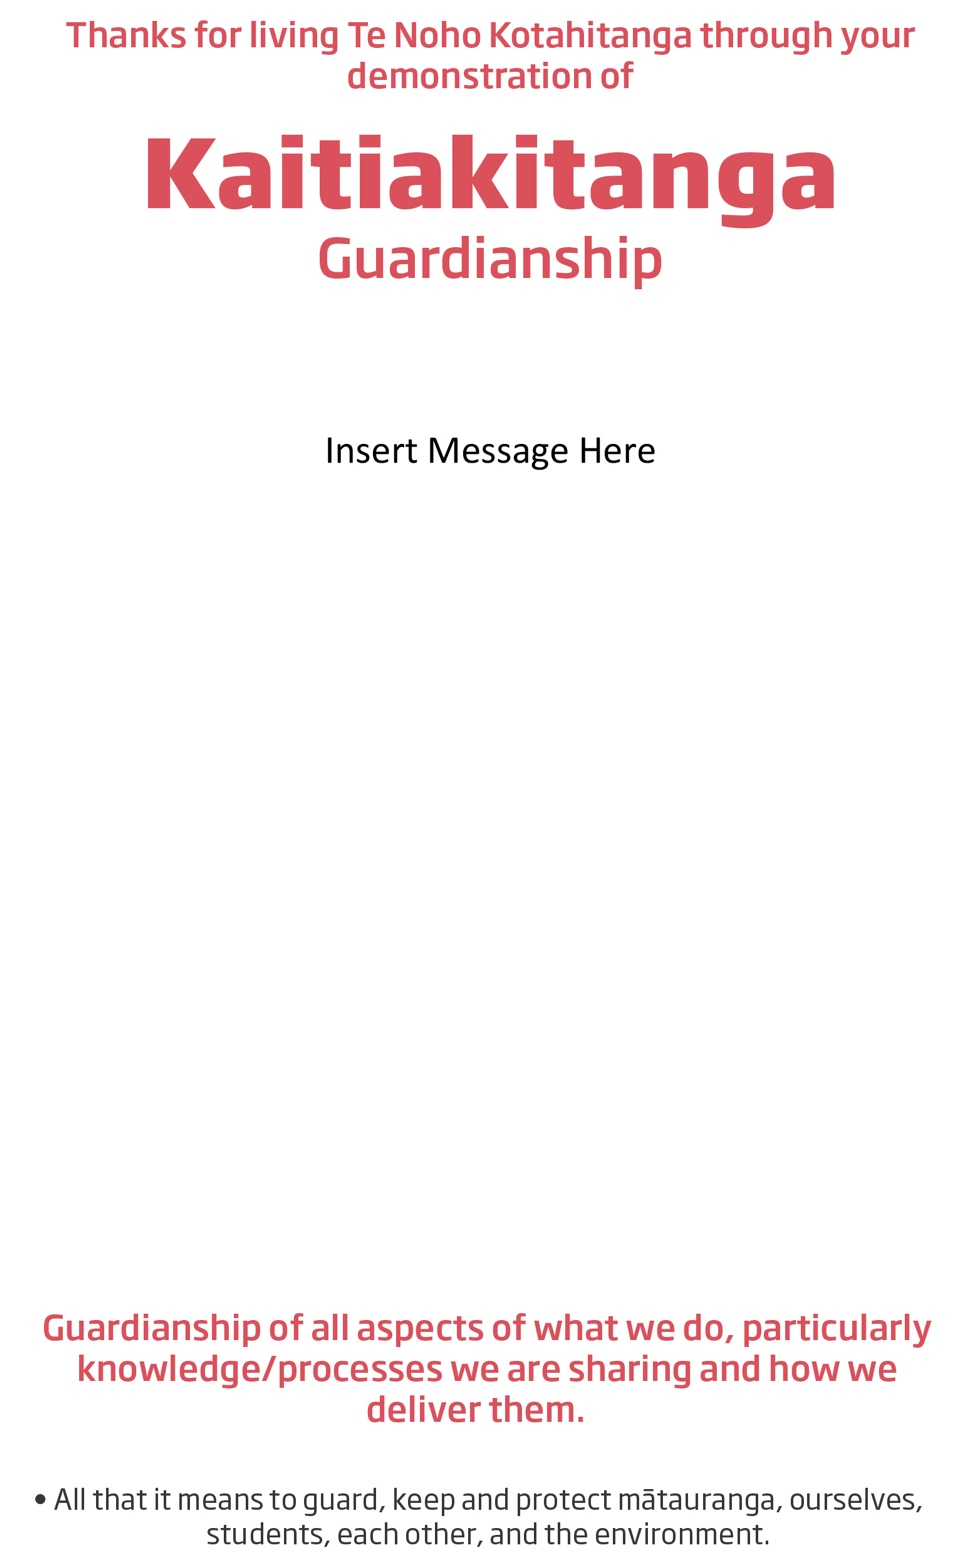 Thanks for living Te Noho Kotahitanga through your
demonstration of
Kaitiakitanga
Guardianship
Insert Message Here
Guardianship of all aspects of what we do, particularly
knowledge/processes we are sharing and how we
deliver them.
• All that it means to guard, keep and protect mātauranga, ourselves,
students, each other, and the environment.